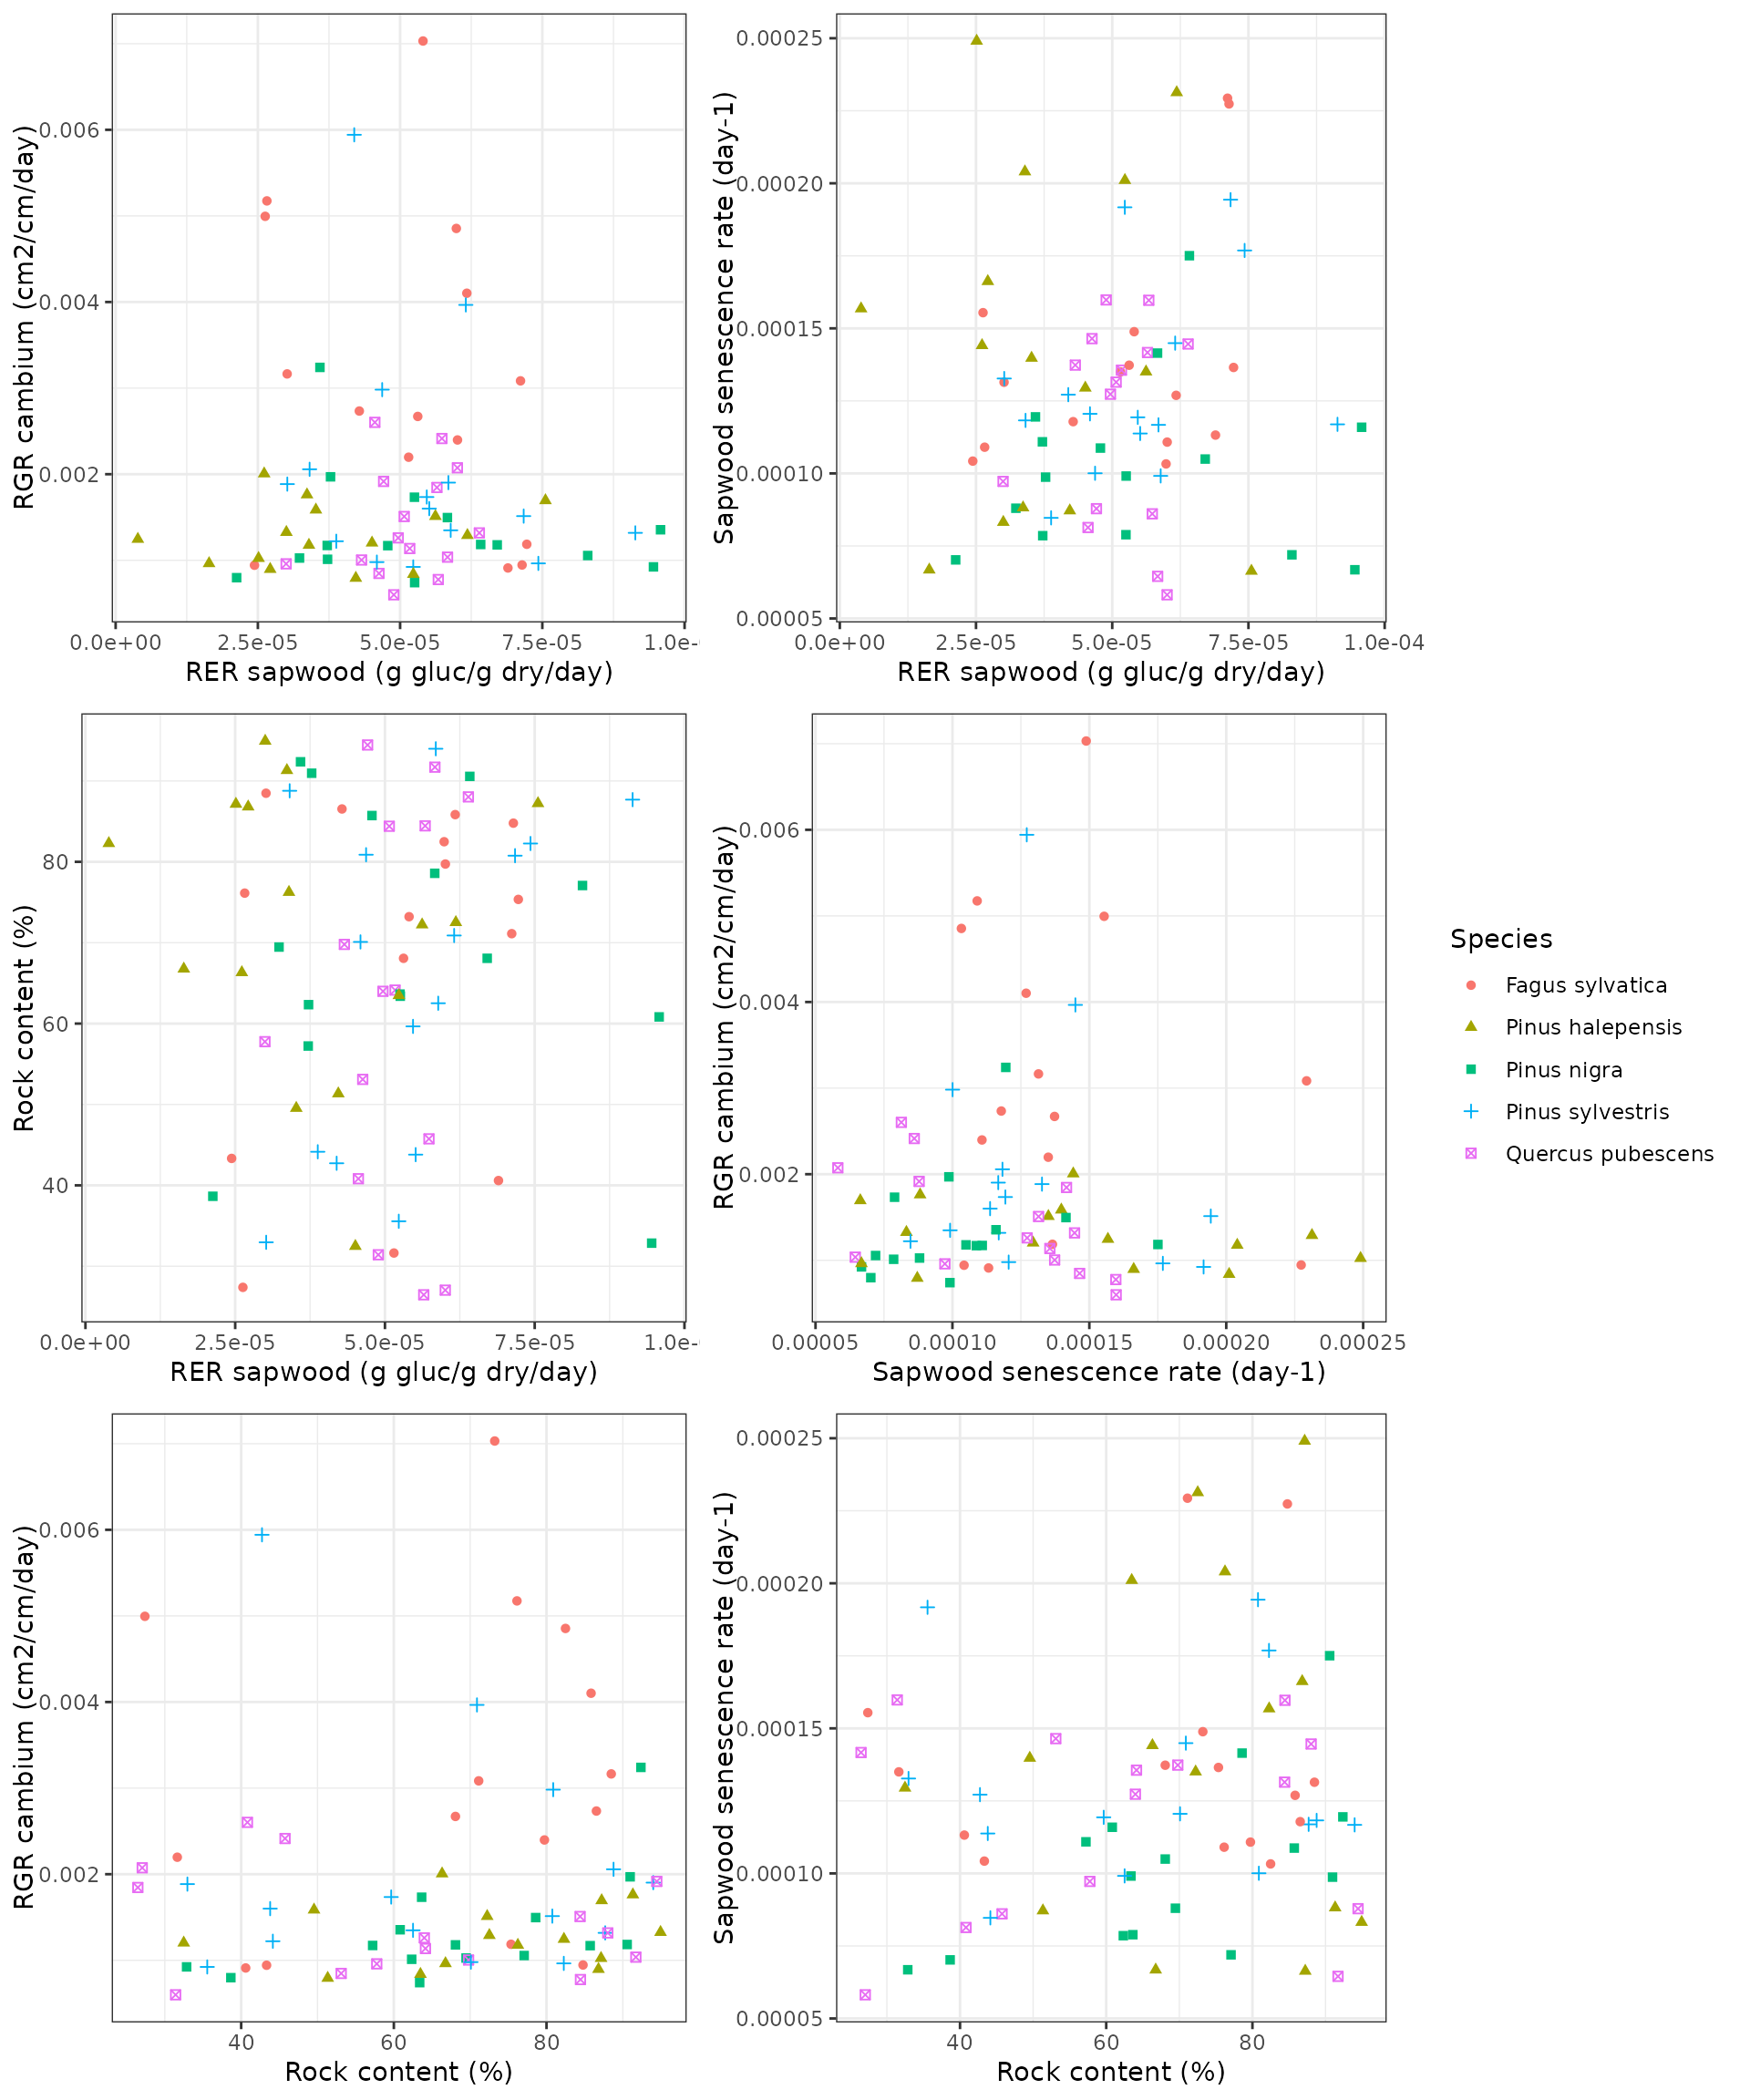 RGR cambium (cm2/cm/day)
0.006
0.004
0.002
0.0e+00 2.5e-05 5.0e-05 7.5e-05 1.0e-
RER sapwood (g gluc/g dry/day)
Sapwood senescence rate (day-1)
0.00025
0.00020
0.00015
0.00010
0.00005
0.0e+00 2.5e-05 5.0e-05 7.5e-05 1.0e-04
RER sapwood (g gluc/g dry/day)
Rock content (%)
80
60
40
0.0e+00 2.5e-05 5.0e-05 7.5e-05 1.0e-
RER sapwood (g gluc/g dry/day)
RGR cambium (cm2/cm/day)
0.006
0.004
0.002
0.00005 0.00010 0.00015 0.00020 0.00025
Sapwood senescence rate (day-1)
Species
Fagus sylvatica
Pinus halepensis
Pinus nigra
Pinus sylvestris
Quercus pubescens
RGR cambium (cm2/cm/day)
0.006
0.004
0.002
40 60 80
Rock content (%)
Sapwood senescence rate (day-1)
0.00025
0.00020
0.00015
0.00010
0.00005
40 60 80
Rock content (%)